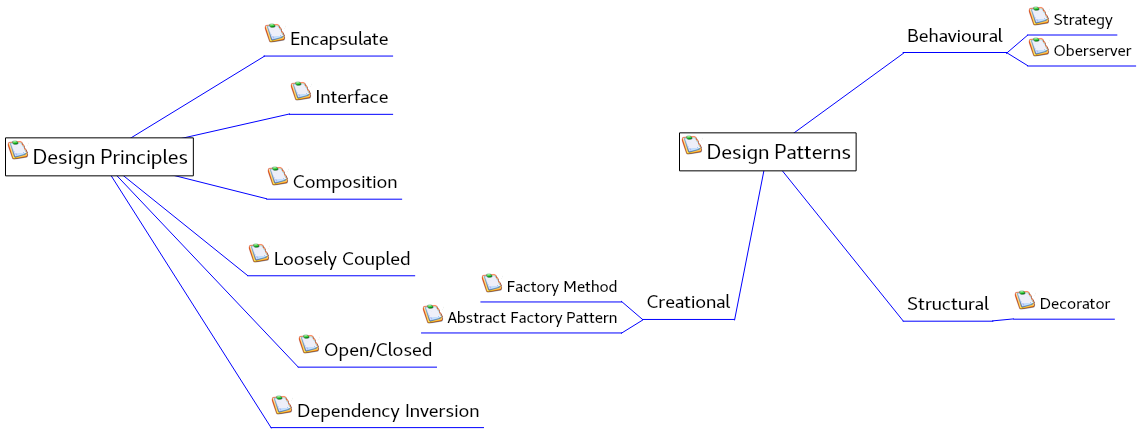 Design Principles
Encapsulate
Interface
Composition
Loosely Coupled
Open/Closed
Dependency Inversion
Design Patterns
Behavioural
Strategy
Oberserver
Creational
Factory Method
Abstract Factory Pattern
Structural
Decorator